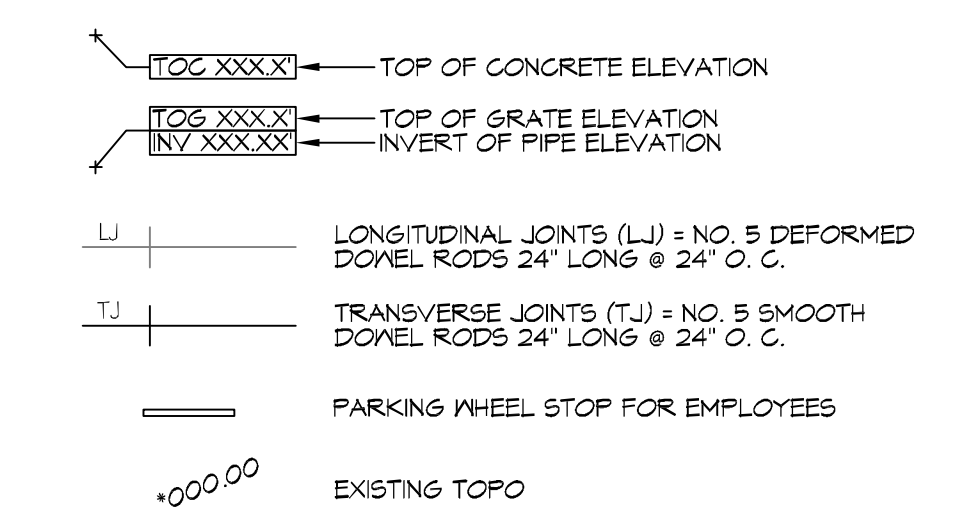 TOC XXX.X' TOP OF CONCRETE ELEVATION
TOG XXX.X' TOP OF GRATE ELEVATION
INV XXX.XX' INVERT OF PIPE ELEVATION
LJ LONGITUDINAL JOINTS (LJ) = NO. 5 DEFORMED
DOWEL RODS 24" LONG @ 24" O. C.
TJ TRANSVERSE JOINTS (TJ) = NO. 5 SMOOTH
DOWEL RODS 24" LONG @ 24" O. C.
PARKING WHEEL STOP FOR EMPLOYEES
*000.00 EXISTING TOPO